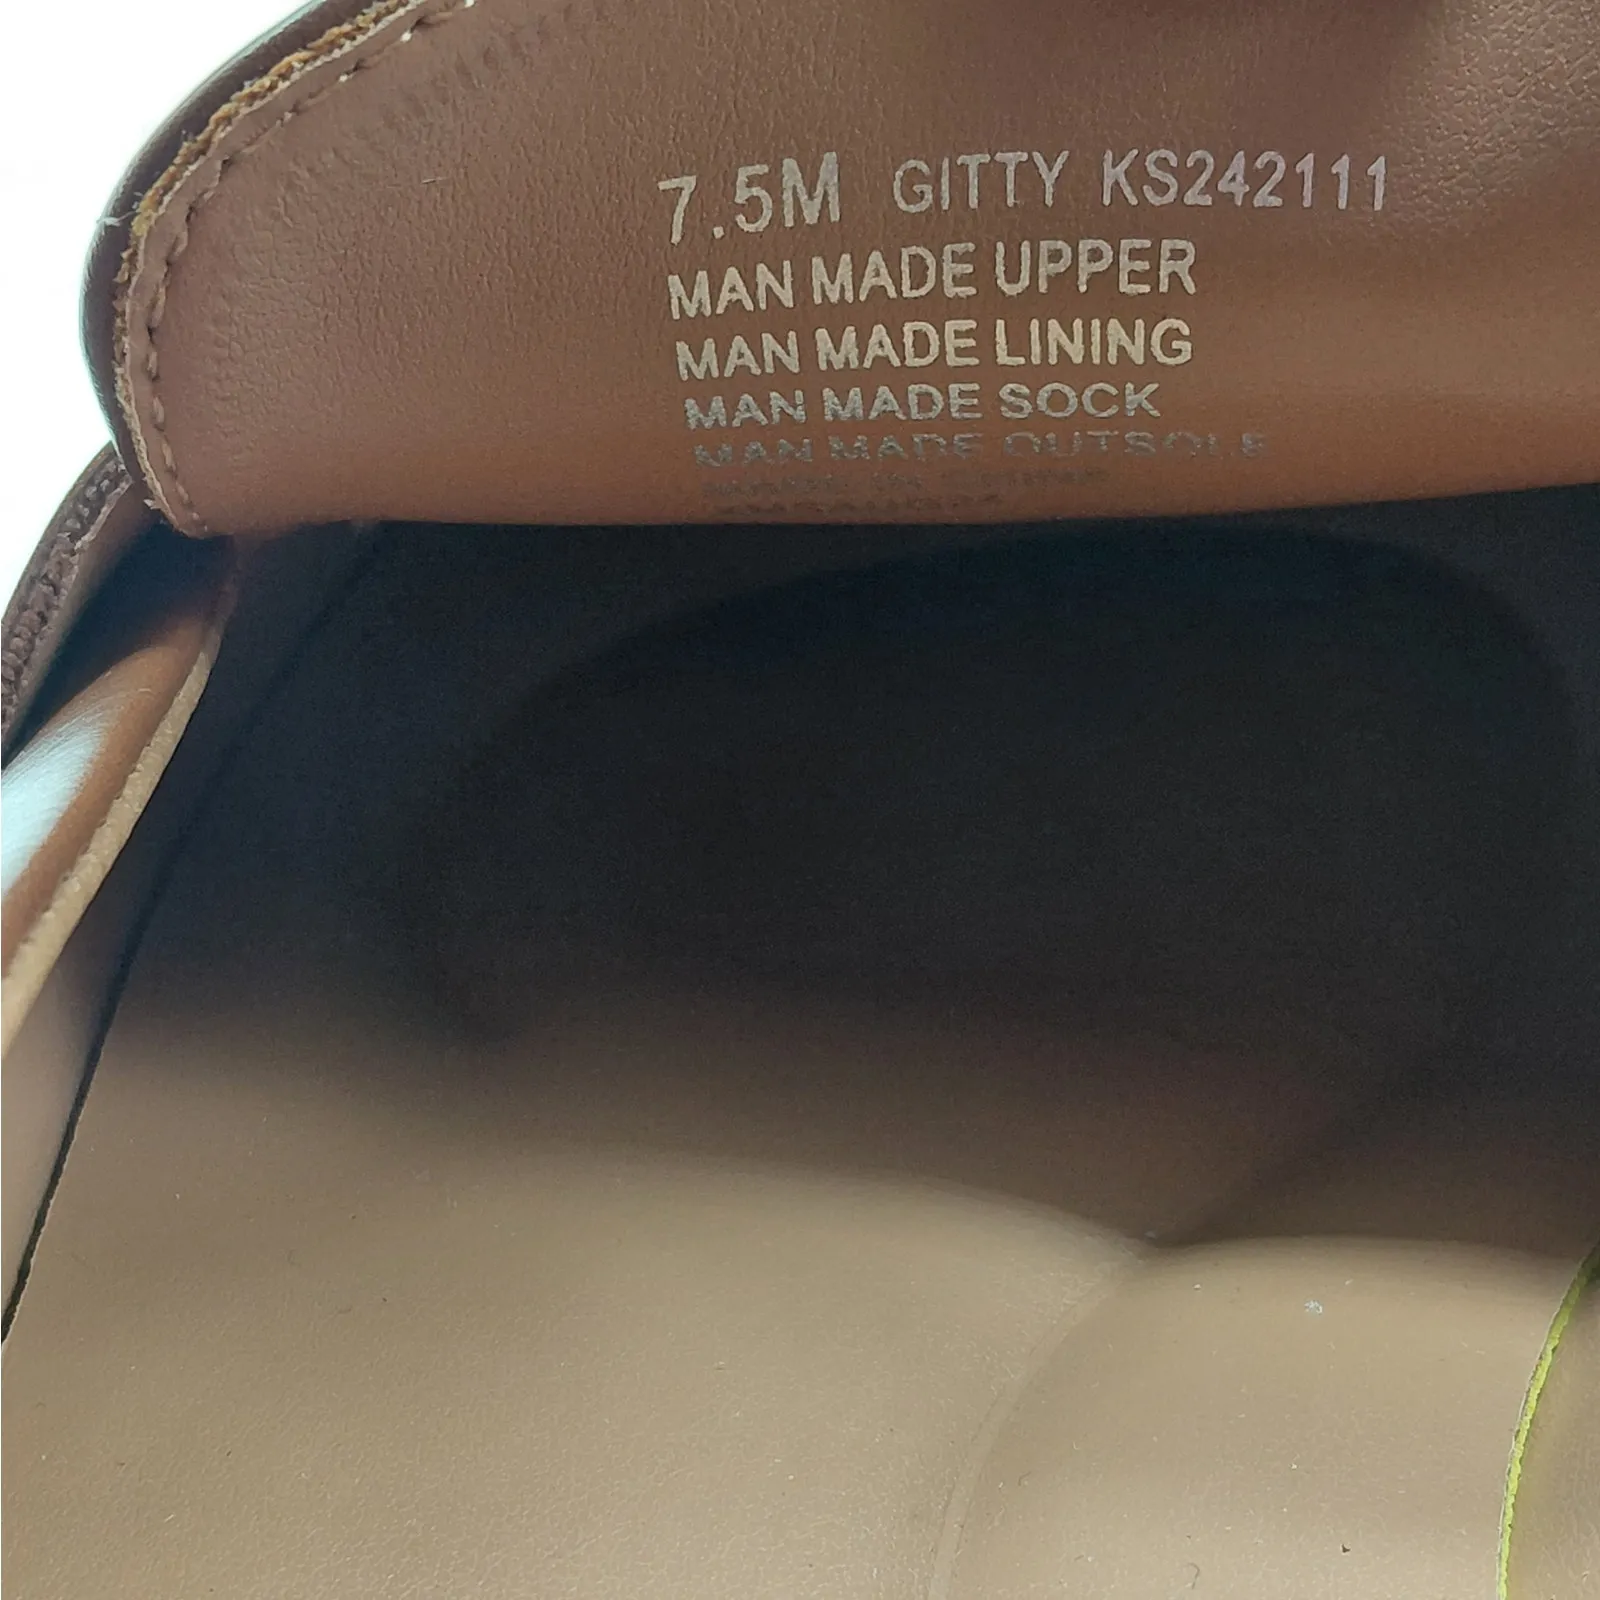 7.5M GITTY KS242111
MAN MADE UPPER
MAN MADE LINING
MAN MADE SOCK
MAN MADE OUTSOLE